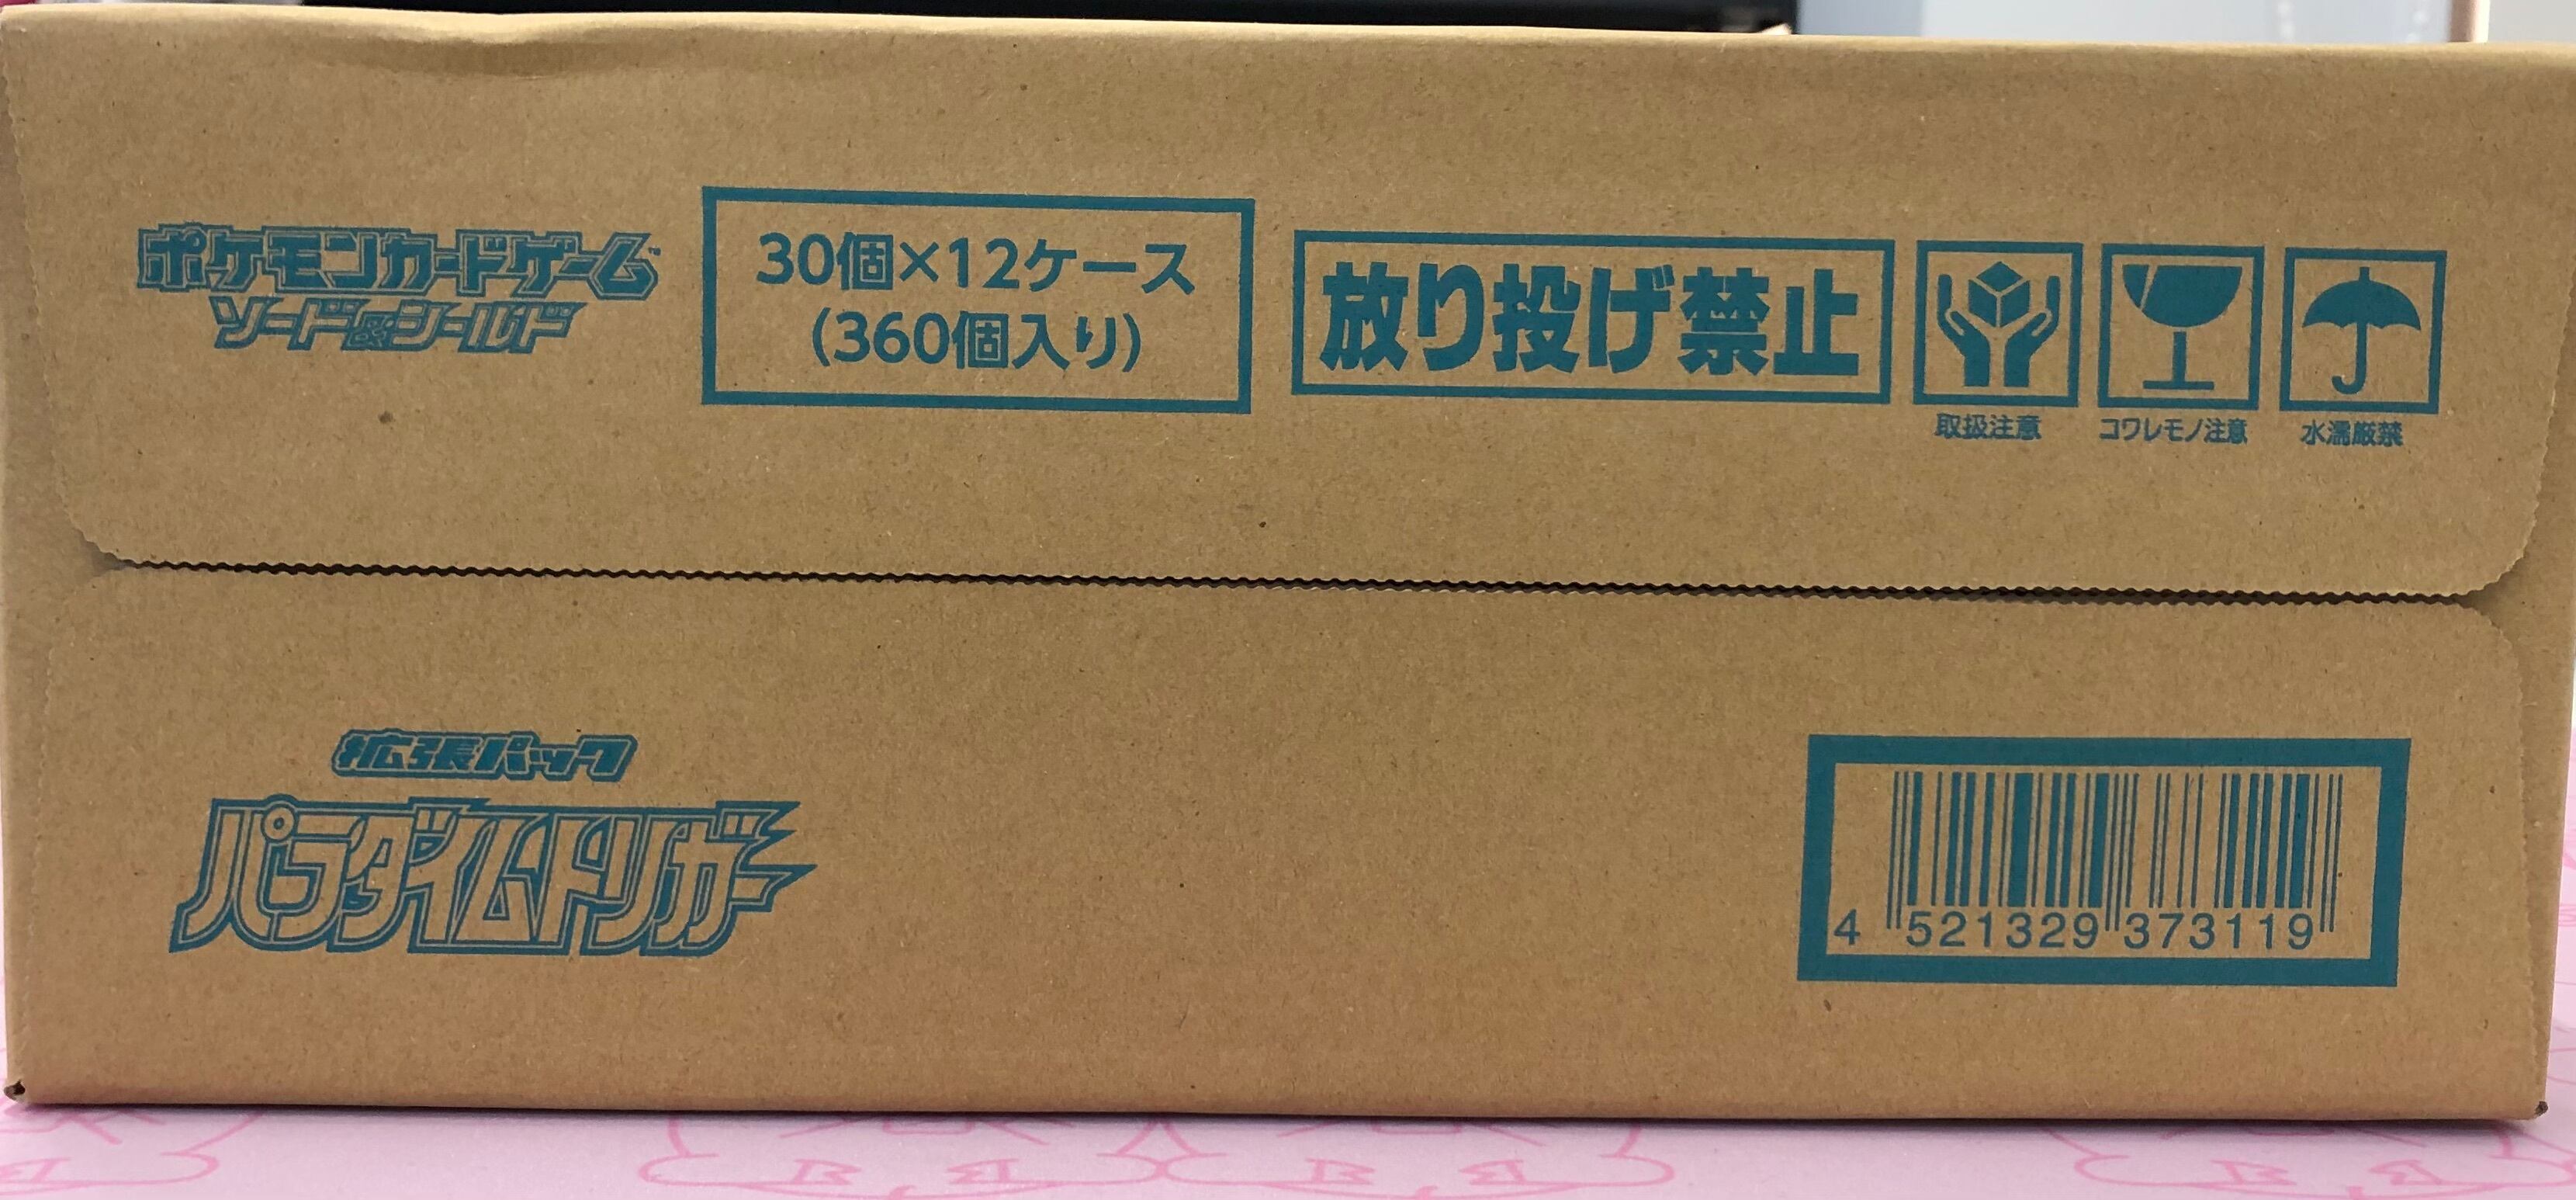 ポケモンカードゲーム™
ソード&シールド
30個×12ケース
(360個入り)
放り投げ禁止
取扱注意
コワレモノ注意
水濡厳禁
拡張パック
パラダイムトリガー
4 521329 373119